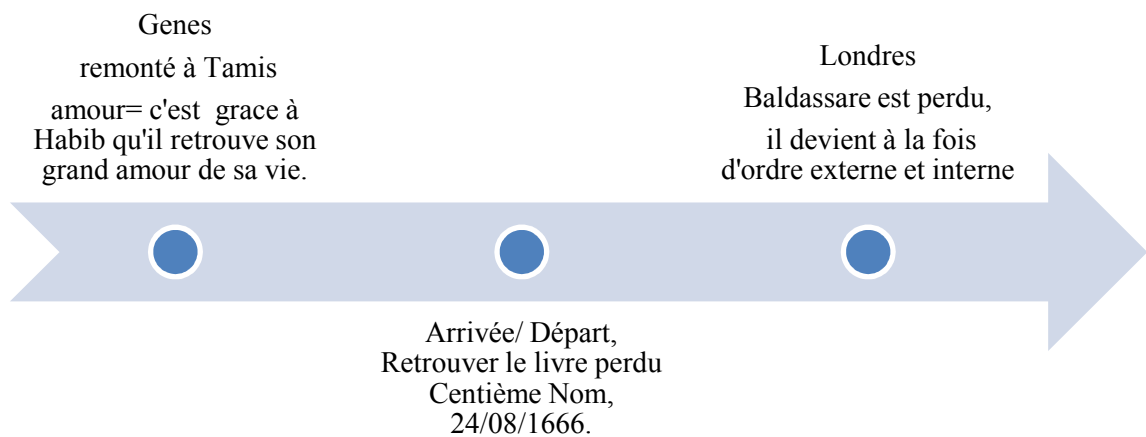 Genes
remonté à Tamis
amour= c'est grace à
Habib qu'il retrouve son
grand amour de sa vie.
Arrivée/ Départ,
Retrouver le livre perdu
Centième Nom,
24/08/1666.
Londres
Baldassare est perdu,
il devient à la fois
d'ordre externe et interne